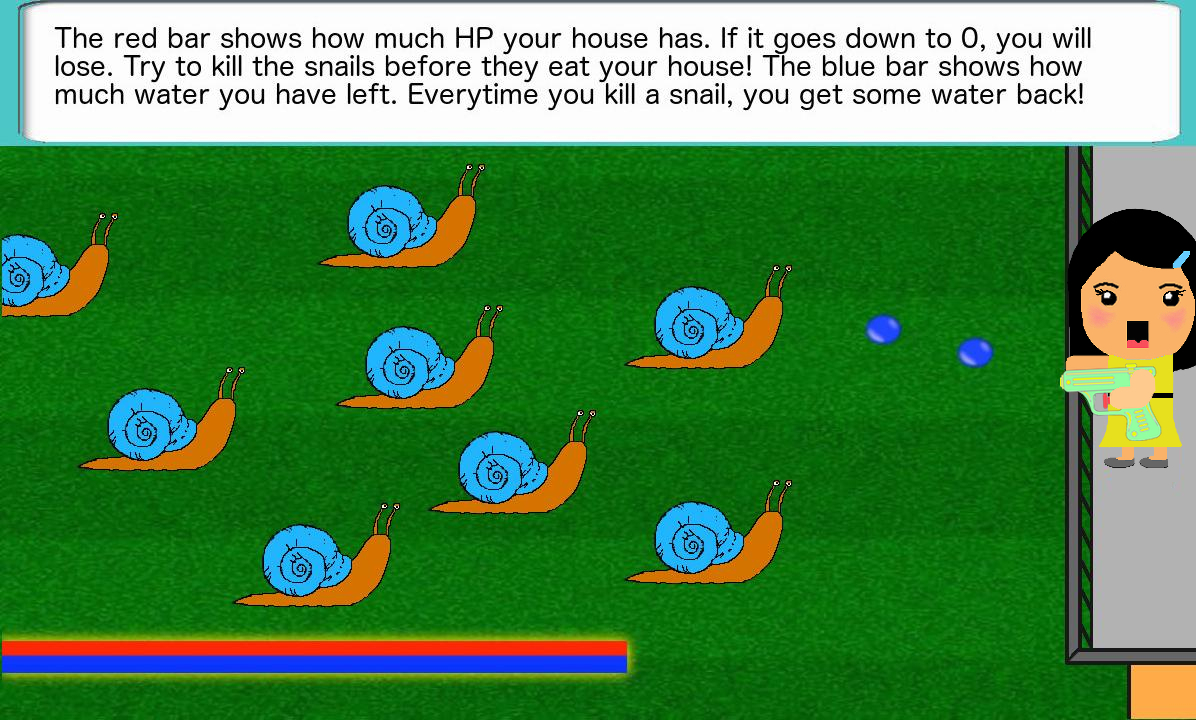 The red bar shows how much HP your house has. If it goes down to 0, you will
lose. Try to kill the snails before they eat your house! The blue bar shows how
much water you have left. Everytime you kill a snail, you get some water back!